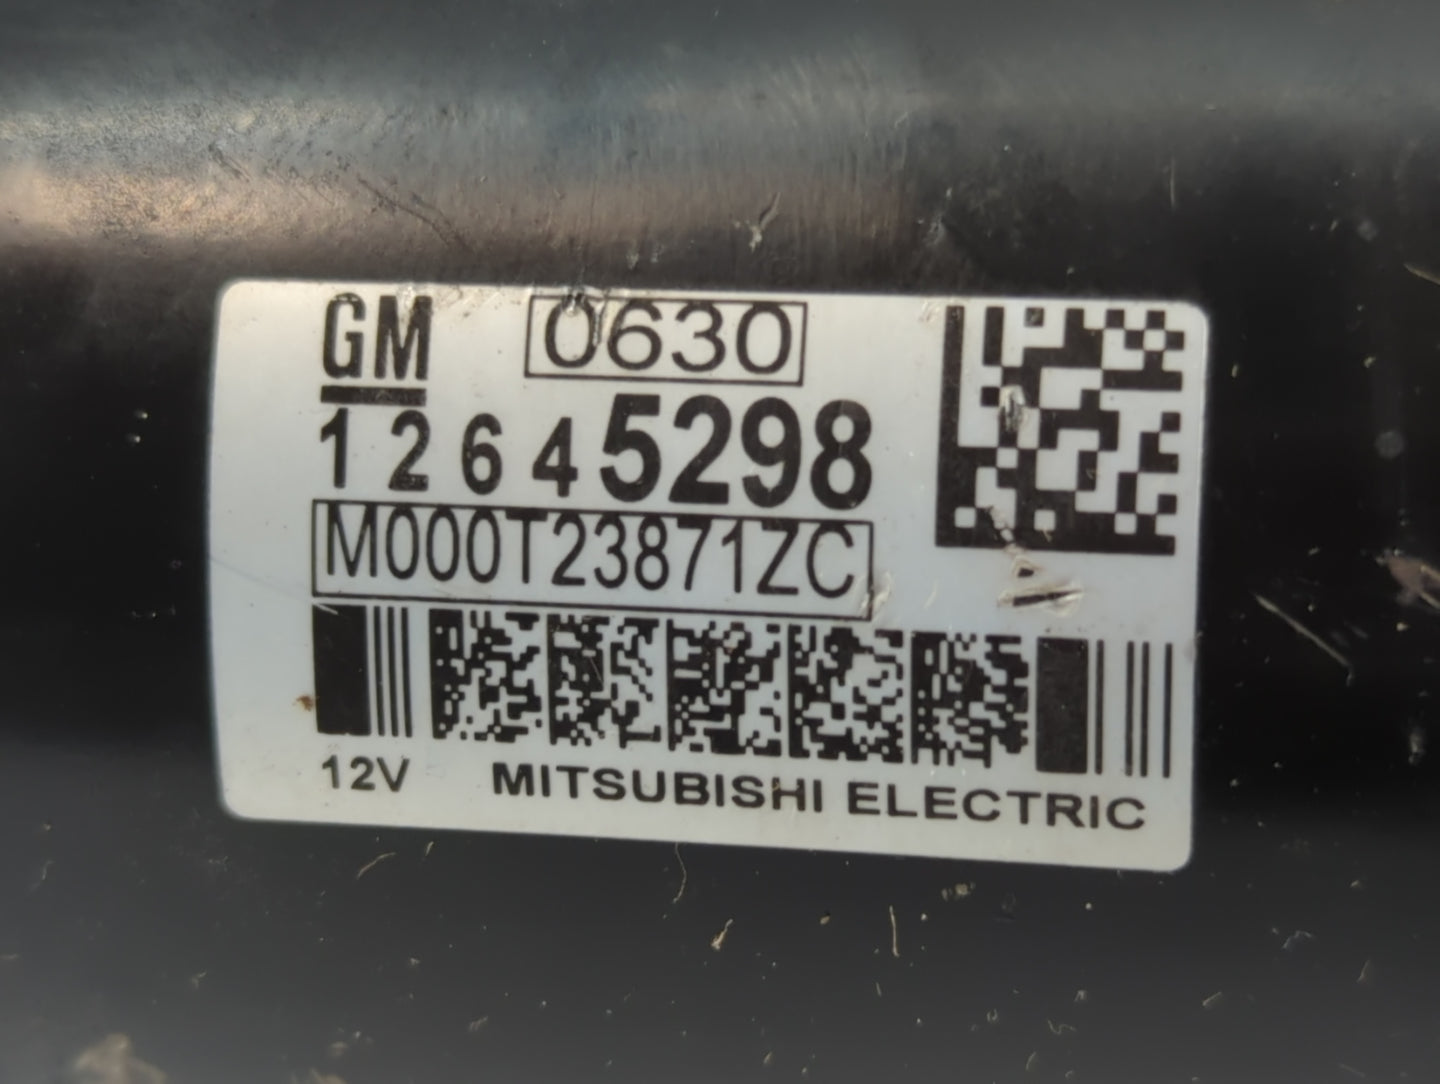 GM 0630
12645298
M000T23871ZC
12V MITSUBISHI ELECTRIC